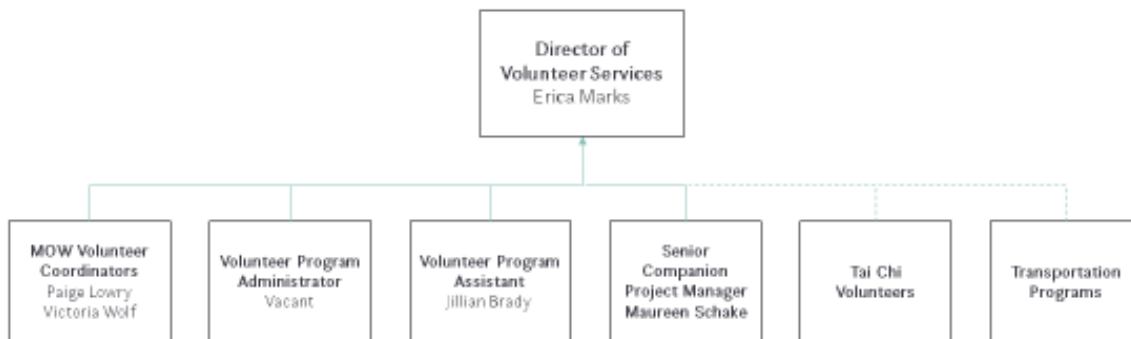 Director of
Volunteer Services
Erica Marks
MOW Volunteer
Coordinators
Paige Lowry
Victoria Wolf
Volunteer Program
Administrator
Vacant
Volunteer Program
Assistant
Jillian Brady
Senior
Companion
Project Manager
Maureen Schake
Tai Chi
Volunteers
Transportation
Programs